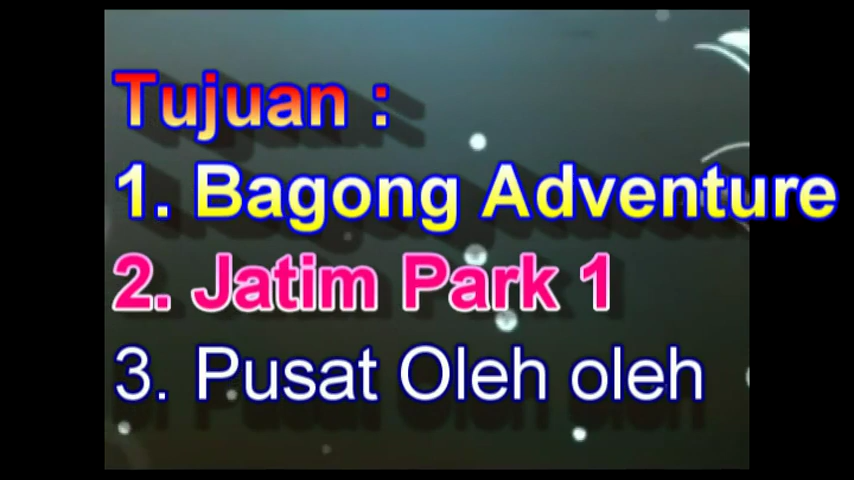 Tujuan :
1. Bagong Adventure
2. Jatim Park 1
3. Pusat Oleh oleh